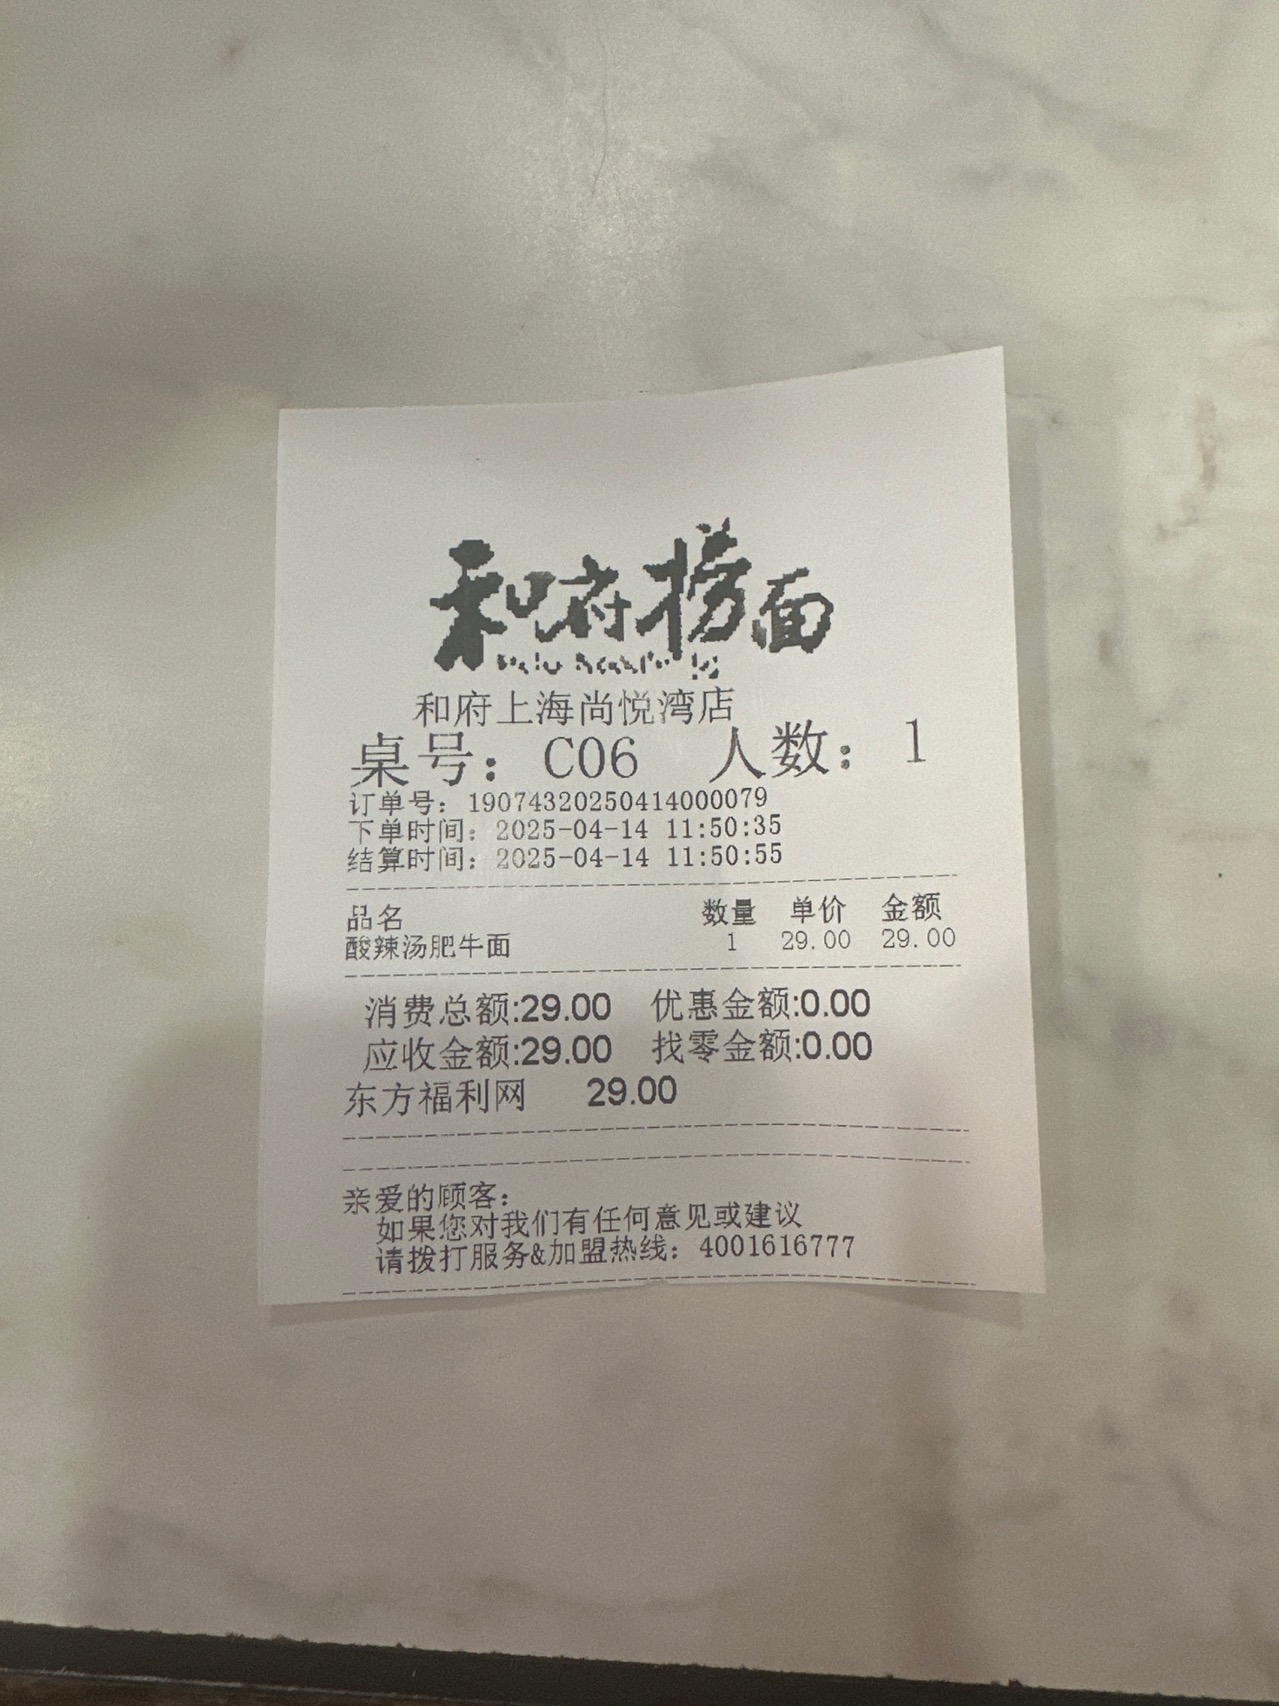 和府捞面
和府上海尚悦湾店
桌号：C06 人数：1
订单号：19074320250414000079
下单时间：2025-04-14 11:50:35
结算时间：2025-04-14 11:50:55
品名 数量 单价 金额
酸辣汤肥牛面 1 29.00 29.00
消费总额:29.00 优惠金额:0.00
应收金额:29.00 找零金额:0.00
东方福利网 29.00
亲爱的顾客：
如果您对我们有任何意见或建议
请拨打服务&加盟热线：4001616777